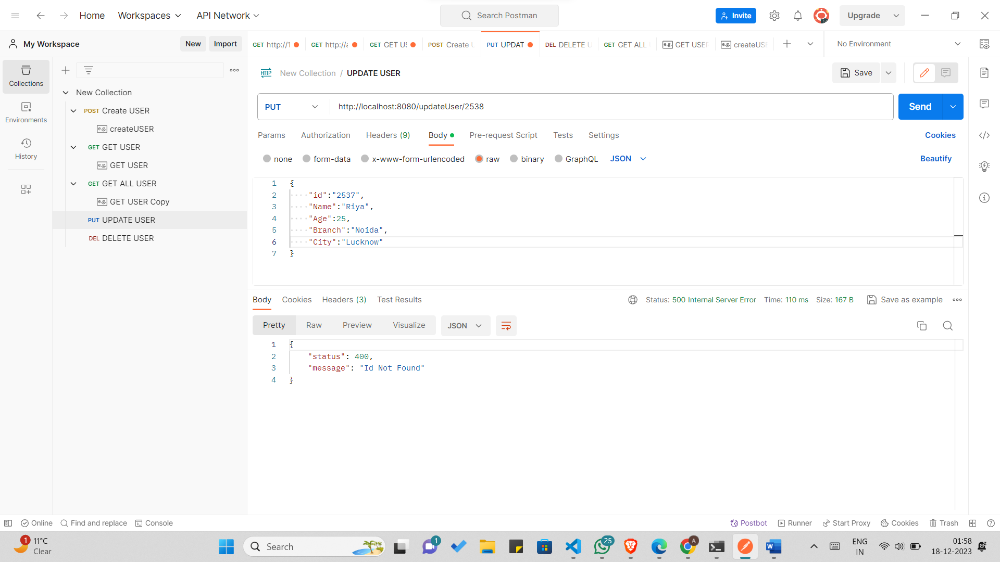 Home Workspaces API Network Search Postman Invite Upgrade
My Workspace New Import GET http://1 GET http://a GET GET US POST Create U PUT UPDAT DEL DELETE U GET GET ALL e.g. GET USER e.g. createUSE No Environment
Collections
Environments
History
New Collection
POST Create USER
e.g. createUSER
GET GET USER
e.g. GET USER
GET GET ALL USER
e.g. GET USER Copy
PUT UPDATE USER
DEL DELETE USER
HTTP New Collection / UPDATE USER Save
PUT http://localhost:8080/updateUser/2538 Send
Params Authorization Headers (9) Body Pre-request Script Tests Settings Cookies
none form-data x-www-form-urlencoded raw binary GraphQL JSON Beautify
1 {
2 ····"id":"2537",
3 ····"Name":"Riya",
4 ····"Age":25,
5 ····"Branch":"Noida",
6 ····"City":"Lucknow"
7 }
Body Cookies Headers (3) Test Results Status: 500 Internal Server Error Time: 110 ms Size: 167 B Save as example
Pretty Raw Preview Visualize JSON
1 {
2 "status": 400,
3 "message": "Id Not Found"
4 }
Online Find and replace Console Postbot Runner Start Proxy Cookies Trash
1 11°C
Clear
Search
1
25
A
ENG
IN
01:58
18-12-2023